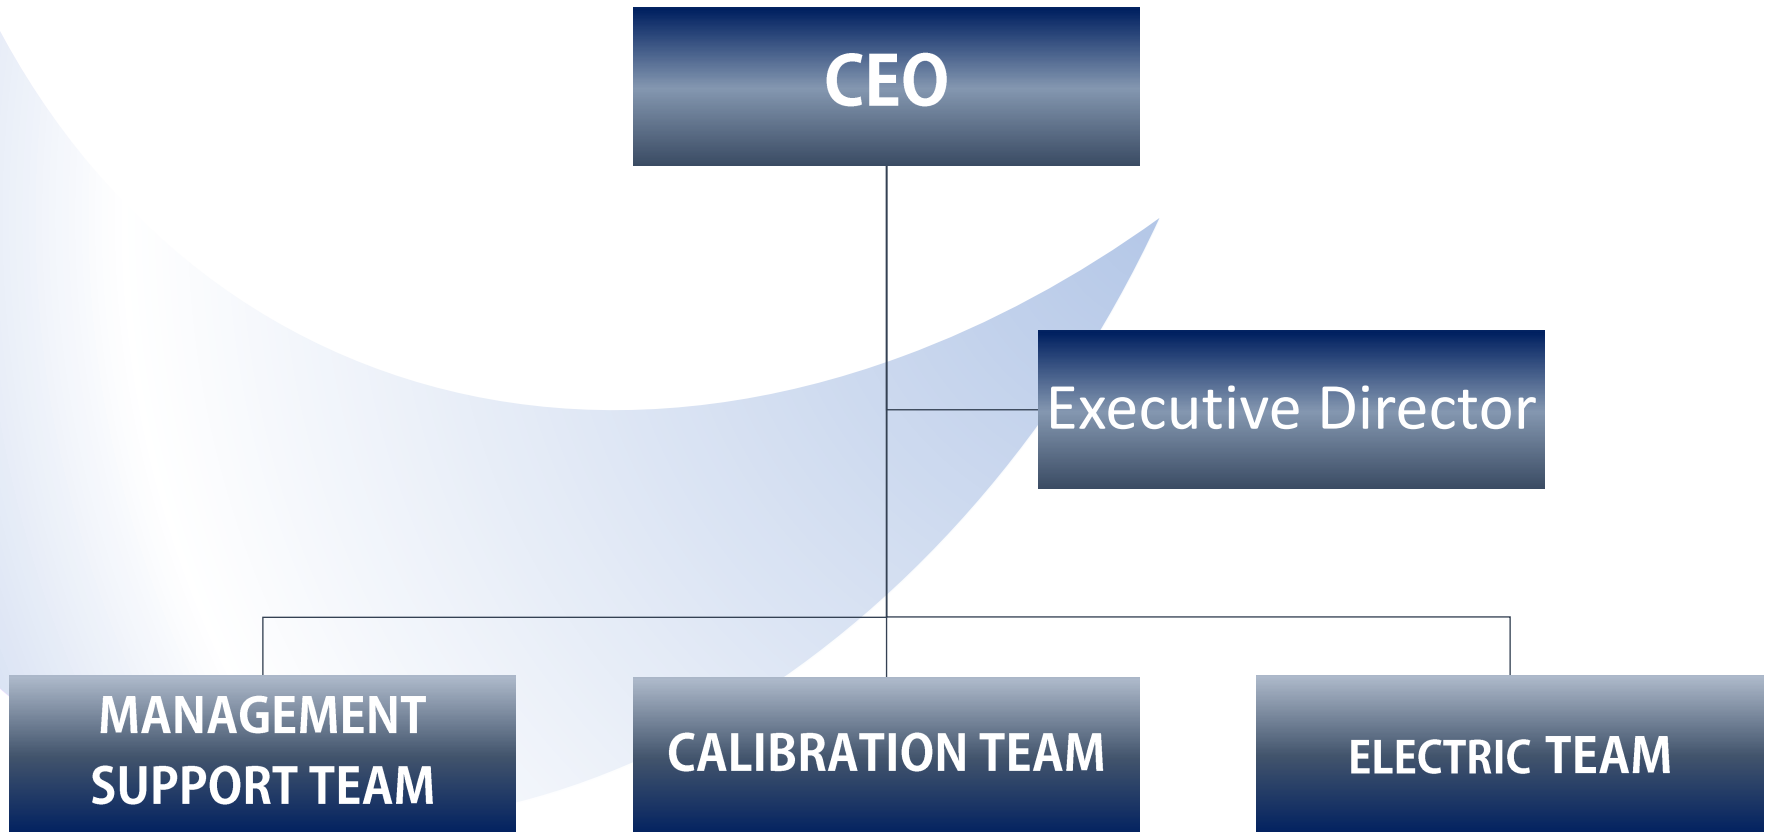 CEO
Executive Director
MANAGEMENT
SUPPORT TEAM
CALIBRATION TEAM
ELECTRIC TEAM